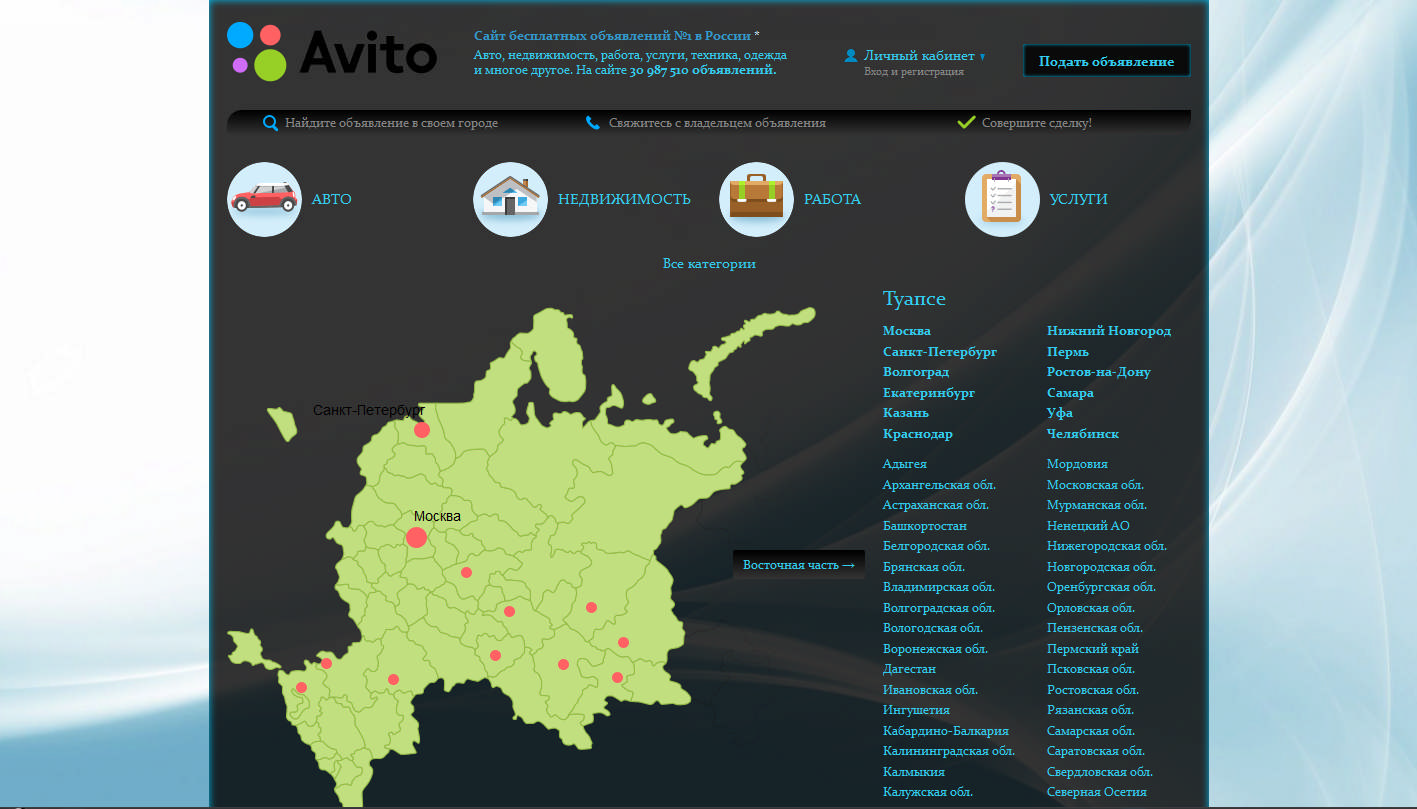 Avito
Сайт бесплатных объявлений №1 в России *
Авто, недвижимость, работа, услуги, техника, одежда
и многое другое. На сайте 30 987 510 объявлений.
Личный кабинет
Вход и регистрация
Подать объявление
Найдите объявление в своем городе
Свяжитесь с владельцем объявления
Совершите сделку!
АВТО
НЕДВИЖИМОСТЬ
РАБОТА
УСЛУГИ
Все категории
Санкт-Петербург
Москва
Восточная часть →
Туапсе
Москва
Санкт-Петербург
Волгоград
Екатеринбург
Казань
Краснодар
Нижний Новгород
Пермь
Ростов-на-Дону
Самара
Уфа
Челябинск
Адыгея
Архангельская обл.
Астраханская обл.
Башкортостан
Белгородская обл.
Брянская обл.
Владимирская обл.
Волгоградская обл.
Вологодская обл.
Воронежская обл.
Дагестан
Ивановская обл.
Ингушетия
Кабардино-Балкария
Калининградская обл.
Калмыкия
Калужская обл.
Мордовия
Московская обл.
Мурманская обл.
Ненецкий АО
Нижегородская обл.
Новгородская обл.
Оренбургская обл.
Орловская обл.
Пензенская обл.
Пермский край
Псковская обл.
Ростовская обл.
Рязанская обл.
Самарская обл.
Саратовская обл.
Свердловская обл.
Северная Осетия